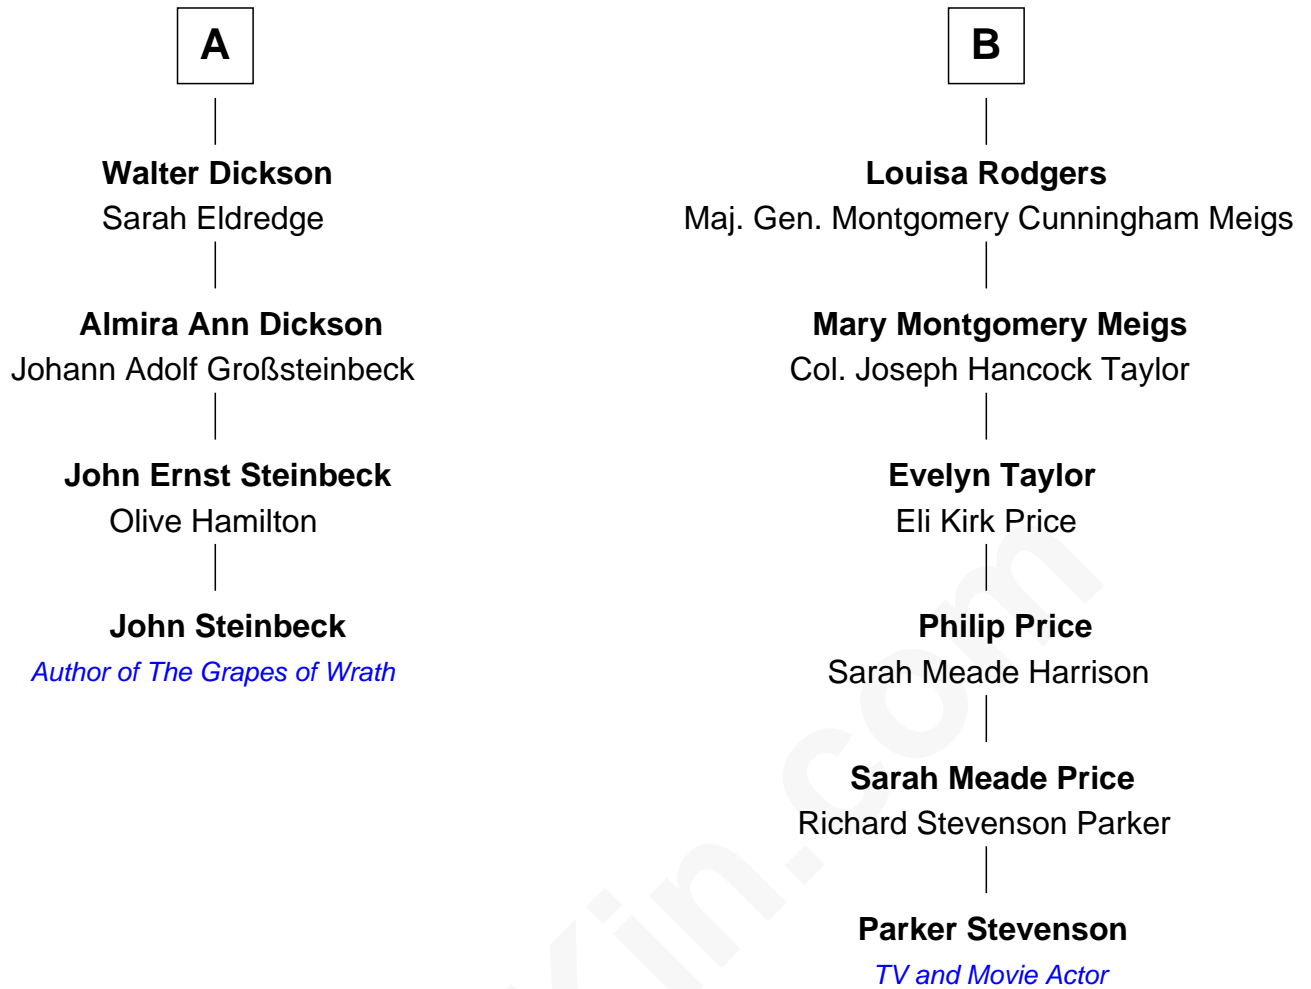 A
Walter Dickson
Sarah Eldredge
Almira Ann Dickson
Johann Adolf Großsteinbeck
John Ernst Steinbeck
Olive Hamilton
John Steinbeck
Author of The Grapes of Wrath
B
Louisa Rodgers
Maj. Gen. Montgomery Cunningham Meigs
Mary Montgomery Meigs
Col. Joseph Hancock Taylor
Evelyn Taylor
Eli Kirk Price
Philip Price
Sarah Meade Harrison
Sarah Meade Price
Richard Stevenson Parker
Parker Stevenson
TV and Movie Actor
Kin.com